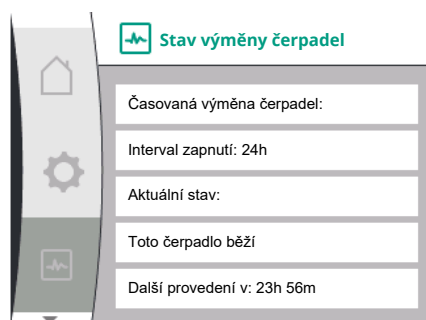 Stav výměny čerpadel
Časovaná výměna čerpadel:
Interval zapnutí: 24h
Aktuální stav:
Toto čerpadlo běží
Další provedení v: 23h 56m